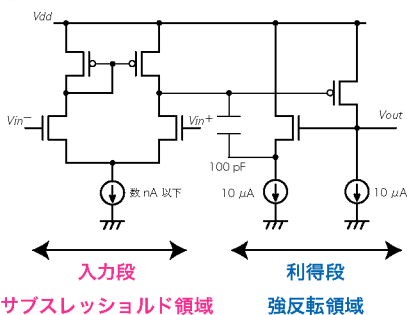 Vdd
Vin−
Vin+
Vout
100 pF
数 nA 以下
10 μA
10 μA
入力段
利得段
サブスレッショルド領域
強反転領域